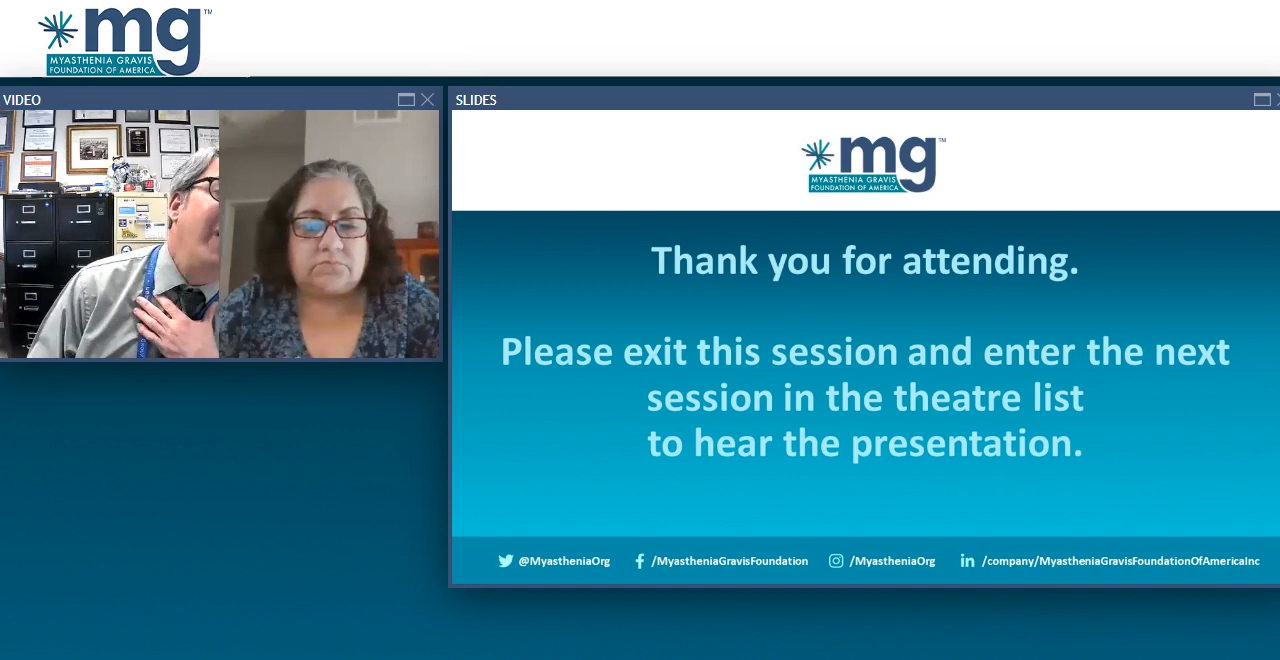 mg™
MYASTHENIA GRAVIS
FOUNDATION OF AMERICA
VIDEO
SLIDES
mg™
MYASTHENIA GRAVIS
FOUNDATION OF AMERICA
Thank you for attending.
Please exit this session and enter the next
session in the theatre list
to hear the presentation.
@MyastheniaOrg /MyastheniaGravisFoundation /MyastheniaOrg /company/MyastheniaGravisFoundationOfAmericaInc